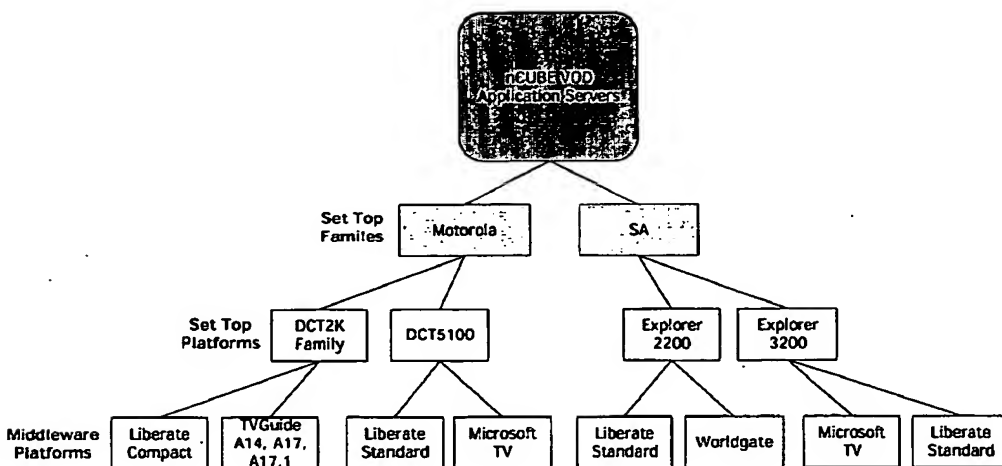 nCUBE VOD
Application Servers
Set Top
Familes
Motorola
SA
Set Top
Platforms
DCT2K
Family
DCT5100
Explorer
2200
Explorer
3200
Middleware
Platforms
Liberate
Compact
TVGuide
A14, A17,
A17.1
Liberate
Standard
Microsoft
TV
Liberate
Standard
Worldgate
Microsoft
TV
Liberate
Standard